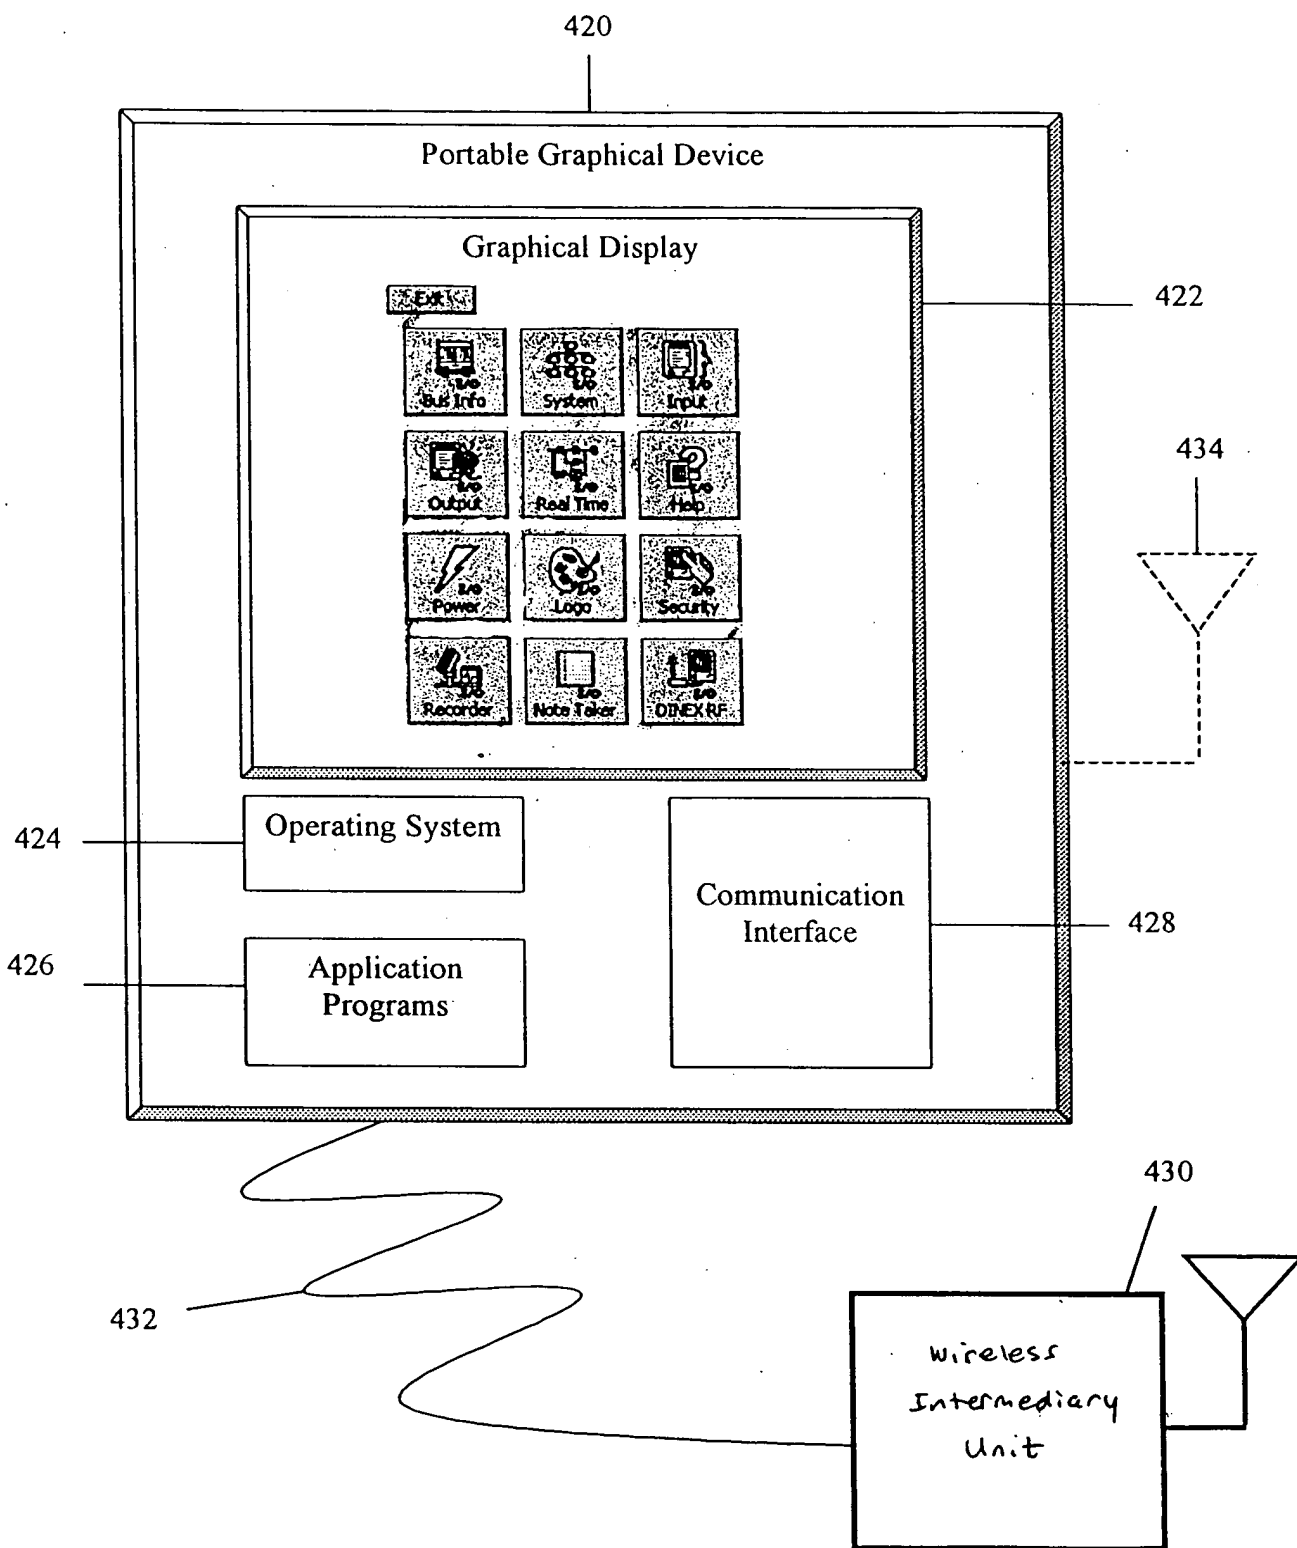 420
Portable Graphical Device
Graphical Display
422
Exit
I/O I/O I/O
Bus Info System Input
434
I/O I/O I/O
Output Real Time Help
I/O I/O I/O
Power Logo Security
I/O I/O I/O
Recorder Note Taker DINEX RF
424
Operating System
Communication
Interface
428
426
Application
Programs
430
432
Wireless
Intermediary
Unit